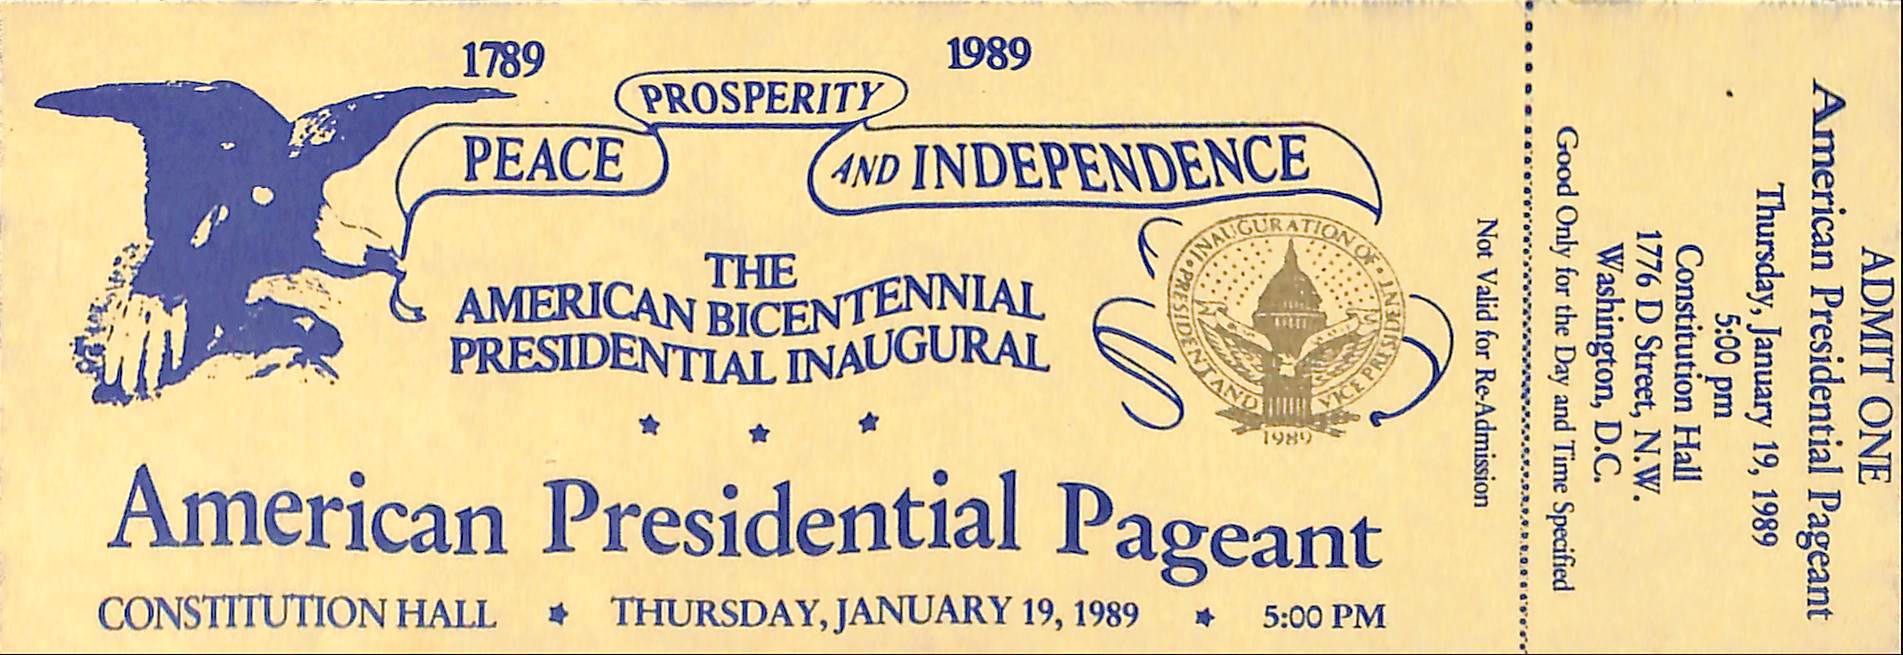 1789
1989
PEACE
PROSPERITY
AND INDEPENDENCE
THE
AMERICAN BICENTENNIAL
PRESIDENTIAL INAUGURAL
INAUGURATION OF PRESIDENT AND VICE PRESIDENT
1989
American Presidential Pageant
CONSTITUTION HALL ★ THURSDAY, JANUARY 19, 1989 ★ 5:00 PM
ADMIT ONE
American Presidential Pageant
Thursday, January 19, 1989
5:00 pm
Constitution Hall
1776 D Street, N.W.
Washington, D.C.
Good Only for the Day and Time Specified
Not Valid for Re-Admission